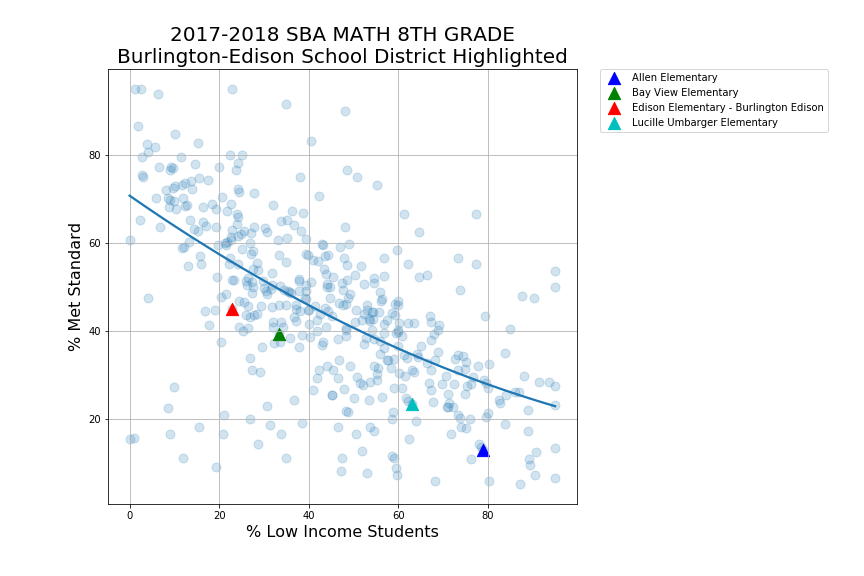 2017-2018 SBA MATH 8TH GRADE
Burlington-Edison School District Highlighted
Allen Elementary
Bay View Elementary
Edison Elementary - Burlington Edison
Lucille Umbarger Elementary
% Met Standard
80
60
40
20
0 20 40 60 80
% Low Income Students